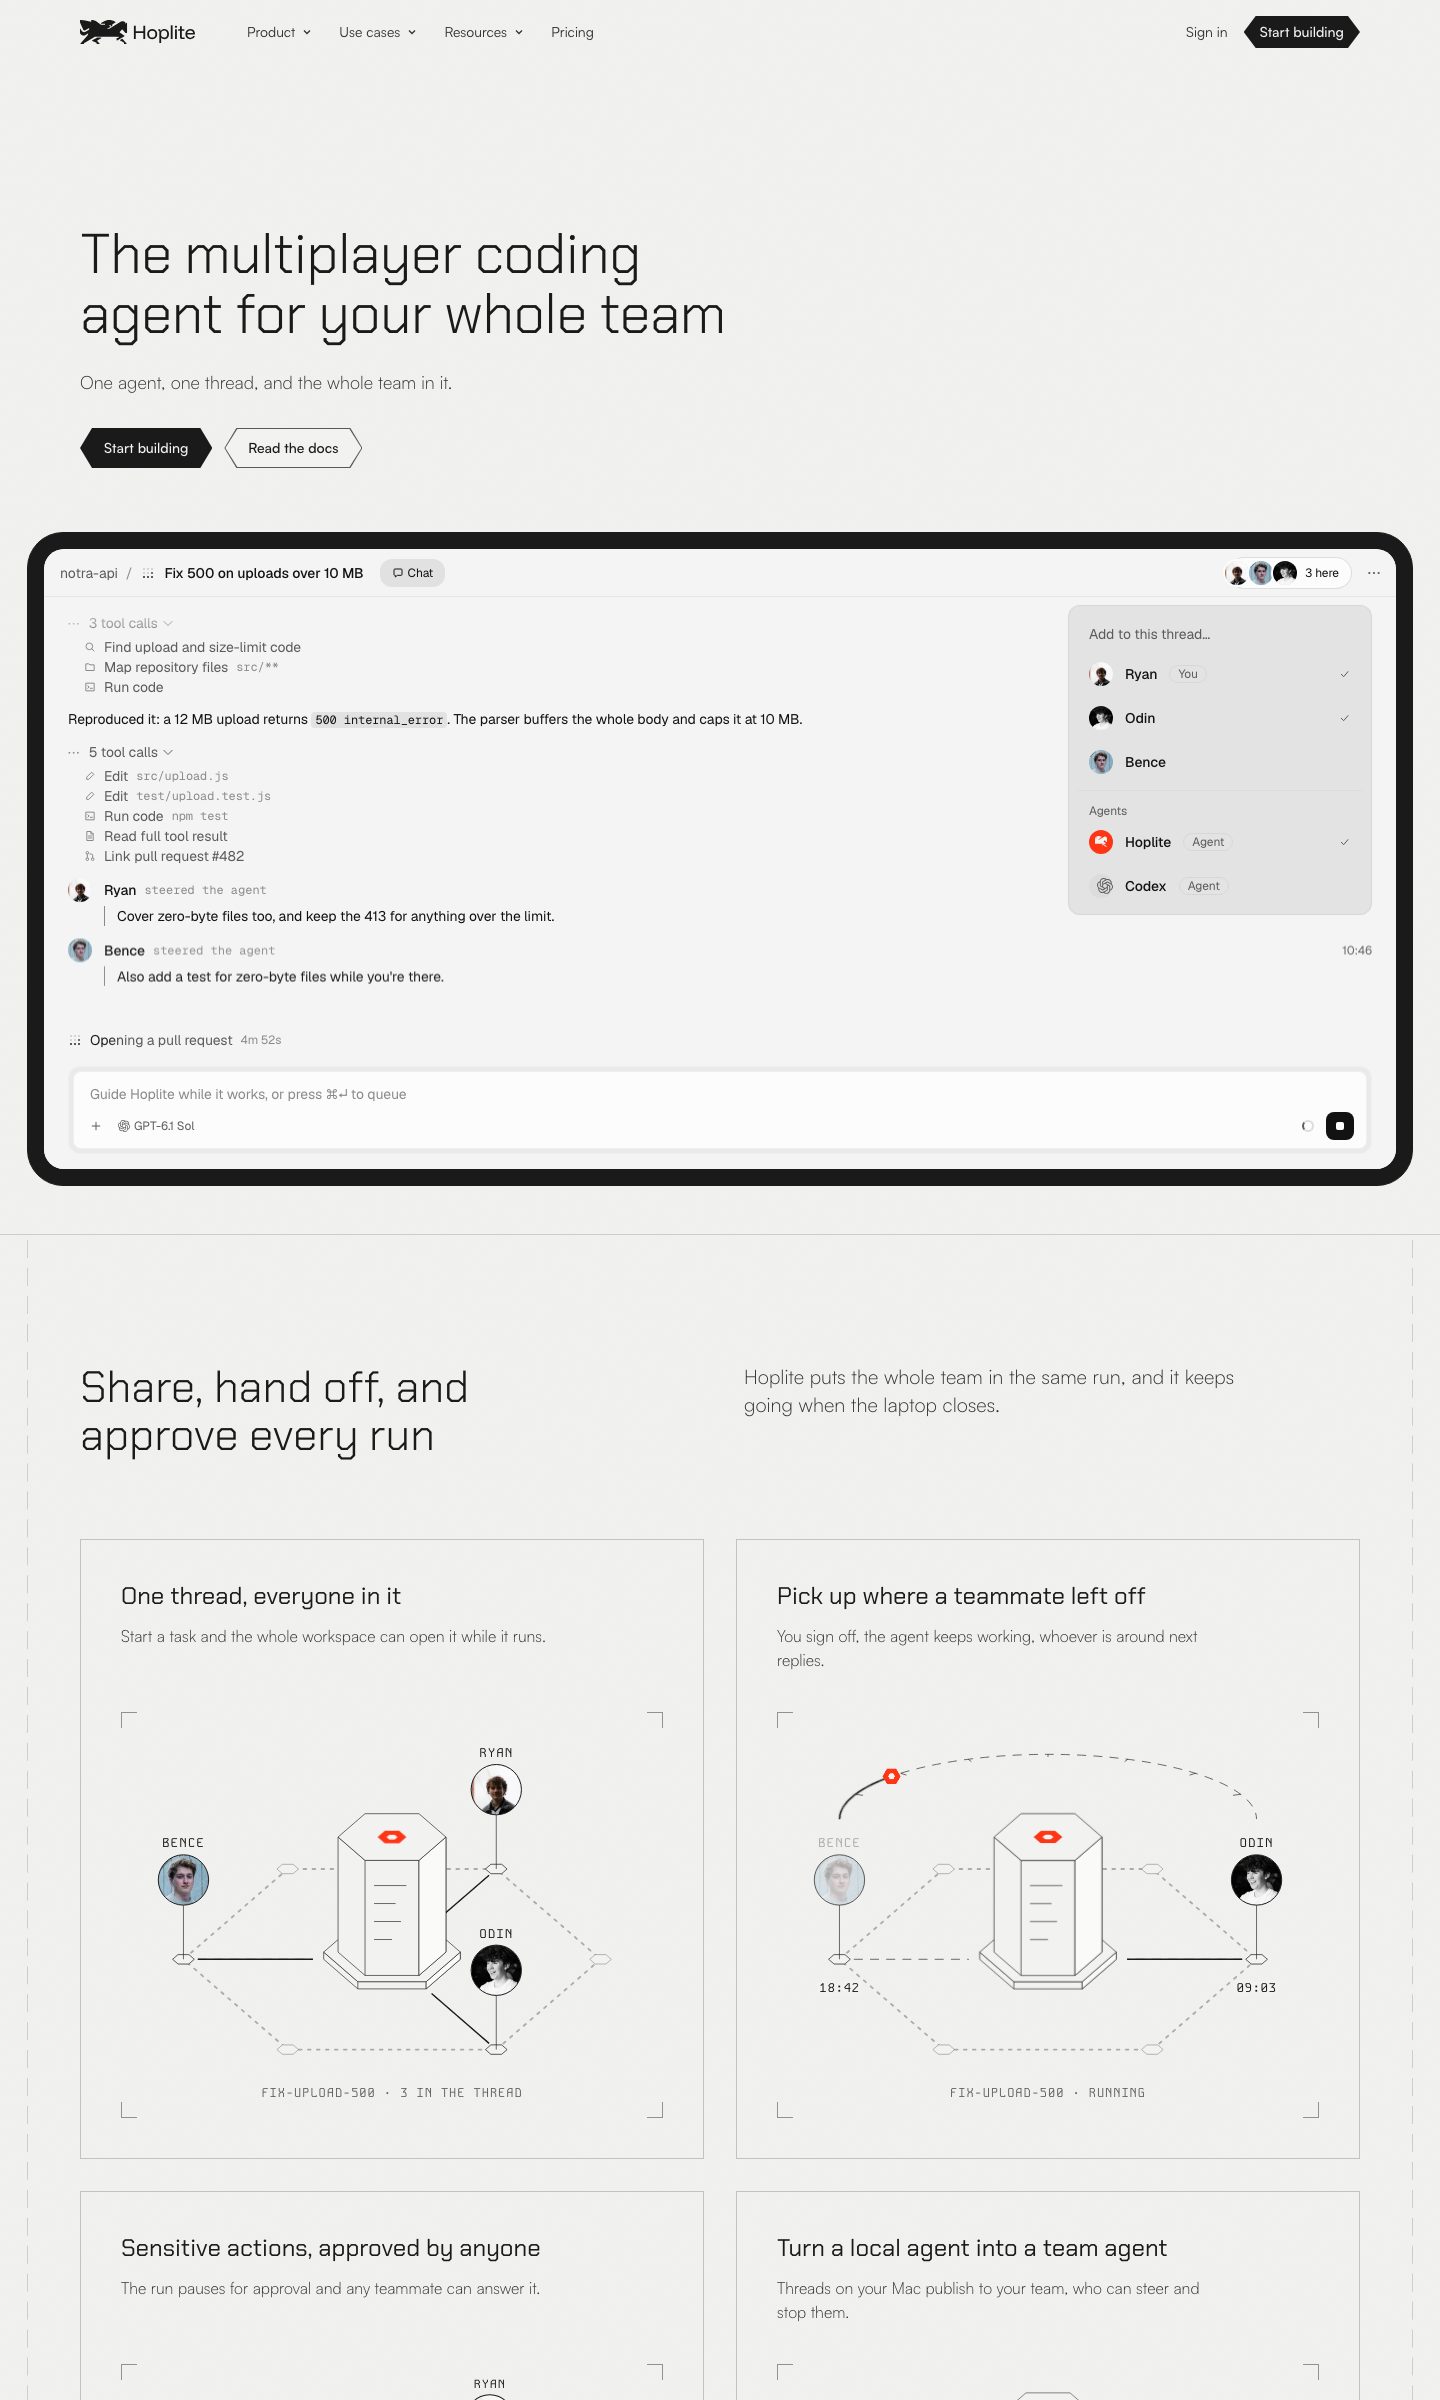 Hoplite
Product
Use cases
Resources
Pricing
Sign in
Start building
The multiplayer coding
agent for your whole team
One agent, one thread, and the whole team in it.
Start building
Read the docs
notra-api / Fix 500 on uploads over 10 MB
Chat
3 here
3 tool calls
Find upload and size-limit code
Map repository files src/**
Run code
Reproduced it: a 12 MB upload returns 500 internal_error. The parser buffers the whole body and caps it at 10 MB.
5 tool calls
Edit src/upload.js
Edit test/upload.test.js
Run code npm test
Read full tool result
Link pull request #482
Ryan steered the agent
Cover zero-byte files too, and keep the 413 for anything over the limit.
Bence steered the agent
10:46
Also add a test for zero-byte files while you're there.
Add to this thread…
Ryan You
Odin
Bence
Agents
Hoplite Agent
Codex Agent
Opening a pull request 4m 52s
Guide Hoplite while it works, or press ⌘↵ to queue
GPT-6.1 Sol
Share, hand off, and
approve every run
Hoplite puts the whole team in the same run, and it keeps
going when the laptop closes.
One thread, everyone in it
Start a task and the whole workspace can open it while it runs.
RYAN
BENCE
ODIN
FIX-UPLOAD-500 · 3 IN THE THREAD
Pick up where a teammate left off
You sign off, the agent keeps working, whoever is around next
replies.
BENCE
ODIN
18:42
09:03
FIX-UPLOAD-500 · RUNNING
Sensitive actions, approved by anyone
The run pauses for approval and any teammate can answer it.
RYAN
Turn a local agent into a team agent
Threads on your Mac publish to your team, who can steer and
stop them.